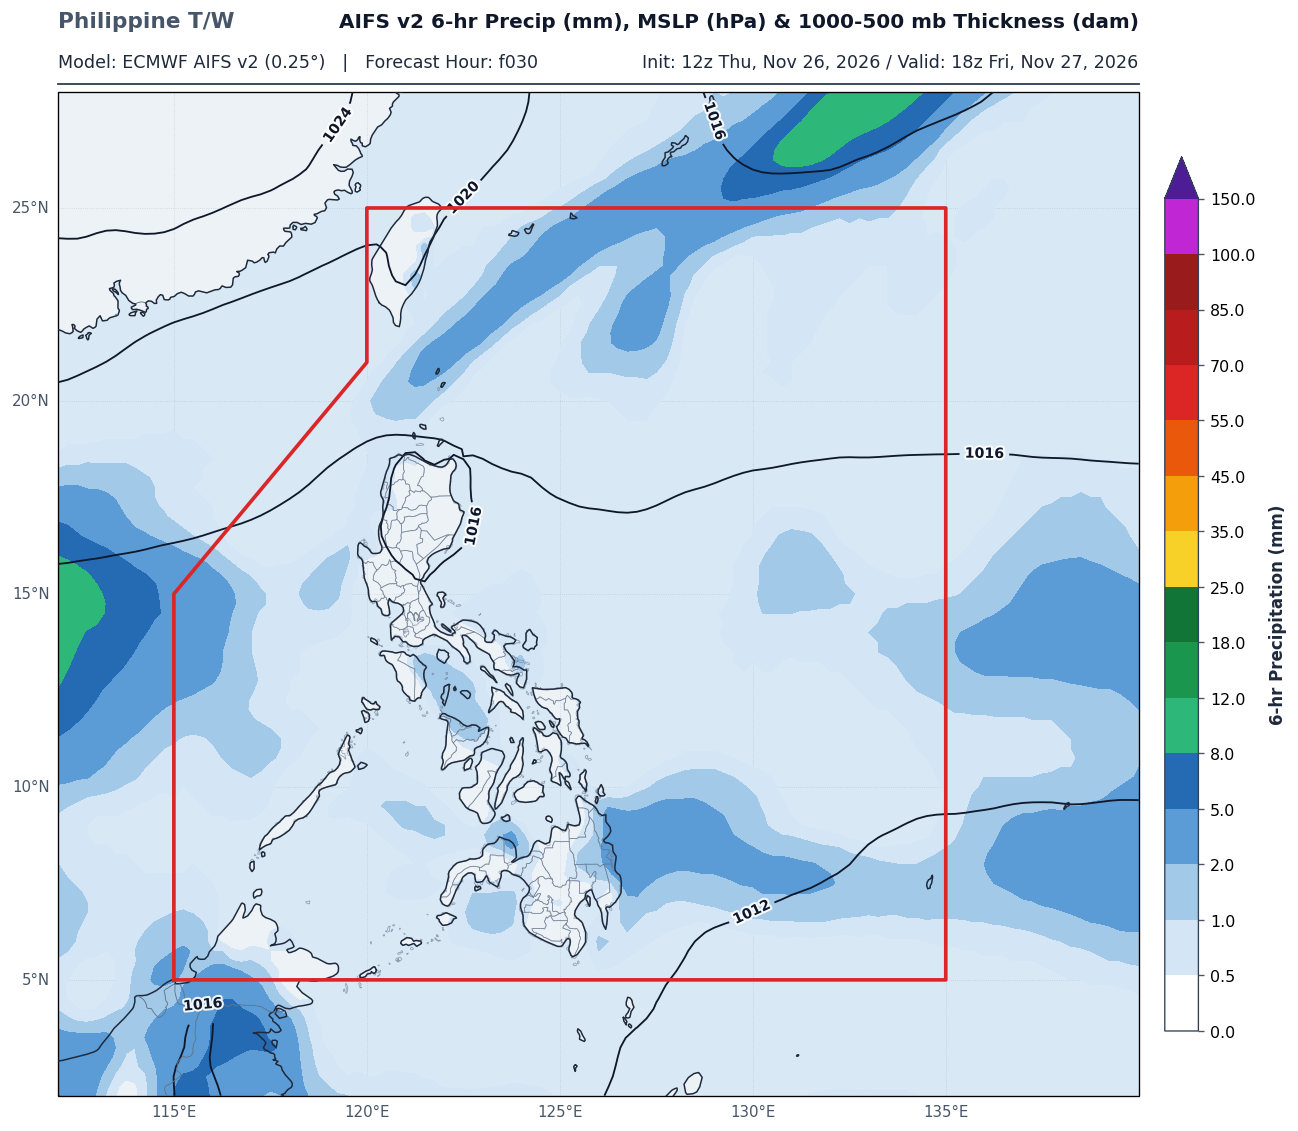 Philippine T/W
AIFS v2 6-hr Precip (mm), MSLP (hPa) & 1000-500 mb Thickness (dam)
Model: ECMWF AIFS v2 (0.25°) | Forecast Hour: f030
Init: 12z Thu, Nov 26, 2026 / Valid: 18z Fri, Nov 27, 2026
1024
1016
1020
1016
1016
1012
1016
25°N
20°N
15°N
10°N
5°N
115°E
120°E
125°E
130°E
135°E
150.0
100.0
85.0
70.0
55.0
45.0
35.0
25.0
18.0
12.0
8.0
5.0
2.0
1.0
0.5
0.0
6-hr Precipitation (mm)